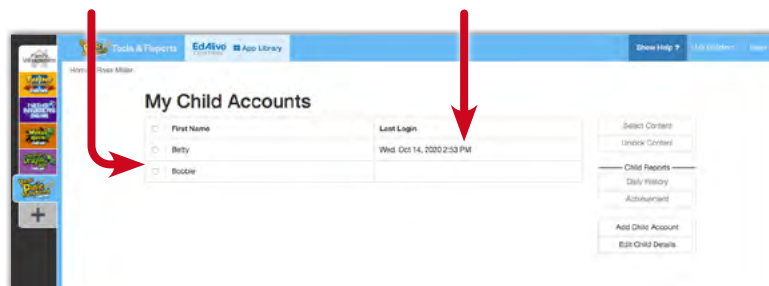 Tools & Reports
EdAlive
App Library
Show Help ?
My Child Accounts
First Name
Last Login
Betty
Wed, Oct 14, 2020 2:53 PM
Bobbie
Select Content
Unlock Content
Child Reports
Daily History
Achievement
Add Child Account
Edit Child Details